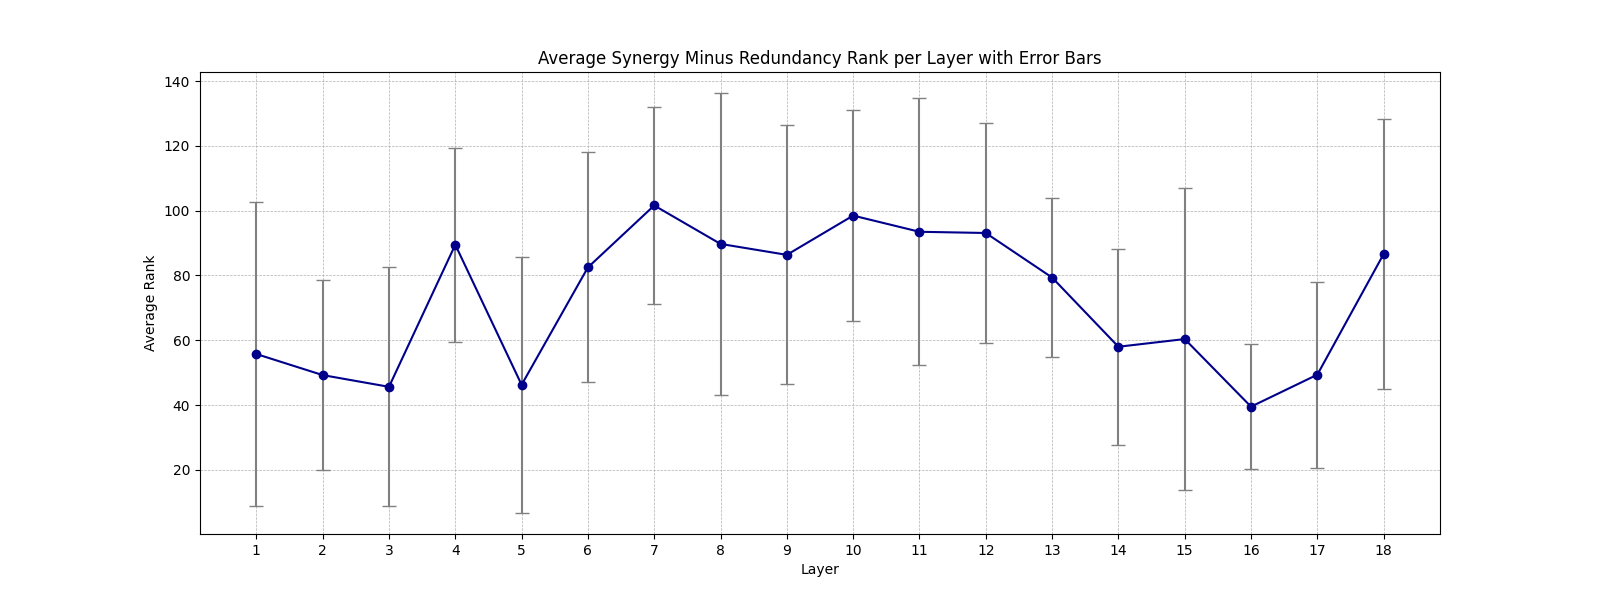 Average Synergy Minus Redundancy Rank per Layer with Error Bars
140
120
100
80
60
40
20
Average Rank
1 2 3 4 5 6 7 8 9 10 11 12 13 14 15 16 17 18
Layer